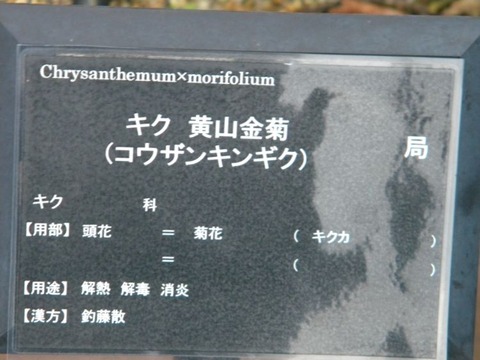 Chrysanthemum×morifolium
キク 黄山金菊 局
(コウザンキンギク)
キク 科
【用部】 頭花 = 菊花 ( キクカ )
= ( )
【用途】 解熱 解毒 消炎
【漢方】 釣藤散